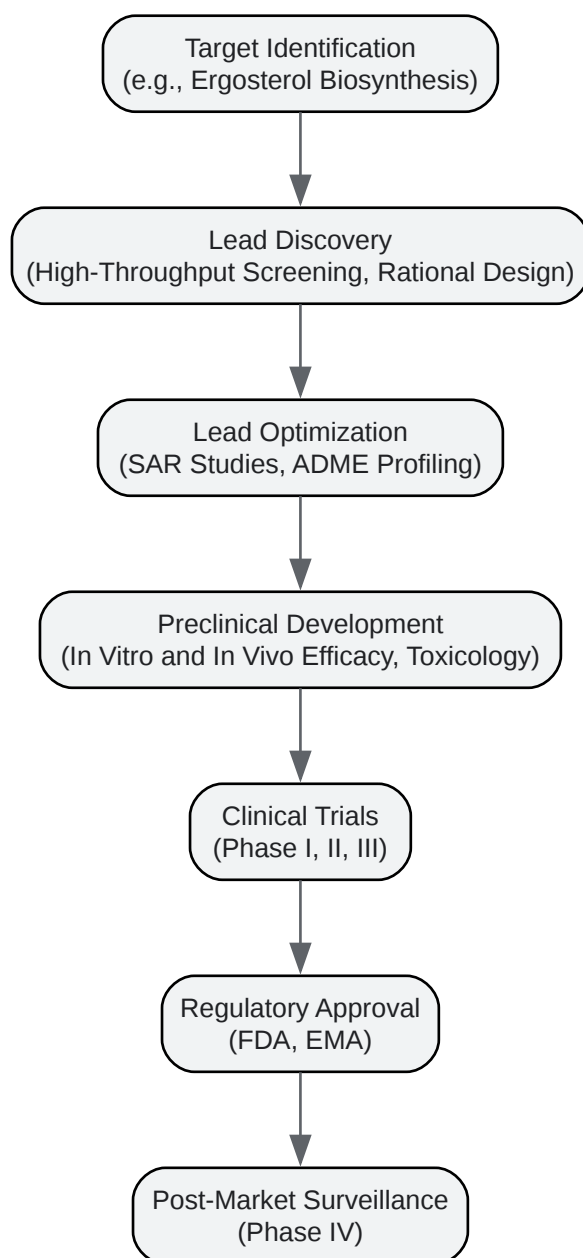 Target Identification
(e.g., Ergosterol Biosynthesis)
Lead Discovery
(High-Throughput Screening, Rational Design)
Lead Optimization
(SAR Studies, ADME Profiling)
Preclinical Development
(In Vitro and In Vivo Efficacy, Toxicology)
Clinical Trials
(Phase I, II, III)
Regulatory Approval
(FDA, EMA)
Post-Market Surveillance
(Phase IV)